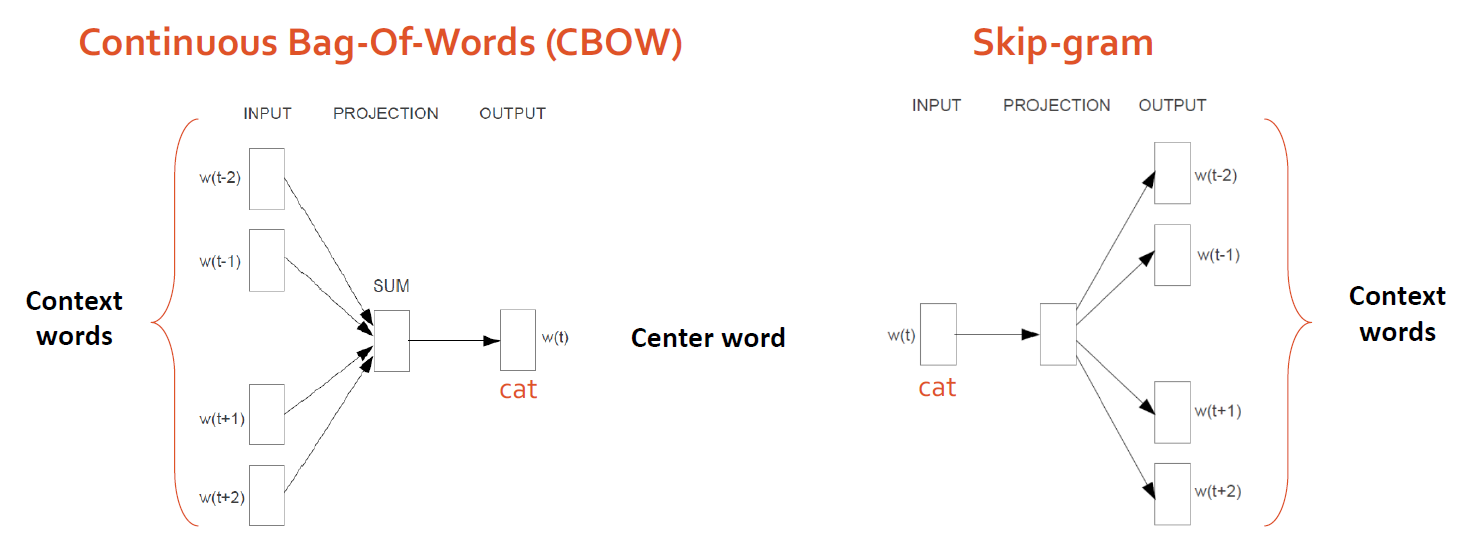 Continuous Bag-Of-Words (CBOW)
INPUT PROJECTION OUTPUT
w(t-2)
w(t-1)
SUM
Context
words
w(t)
cat
w(t+1)
w(t+2)
Center word
Skip-gram
INPUT PROJECTION OUTPUT
w(t-2)
w(t-1)
w(t)
cat
Context
words
w(t+1)
w(t+2)